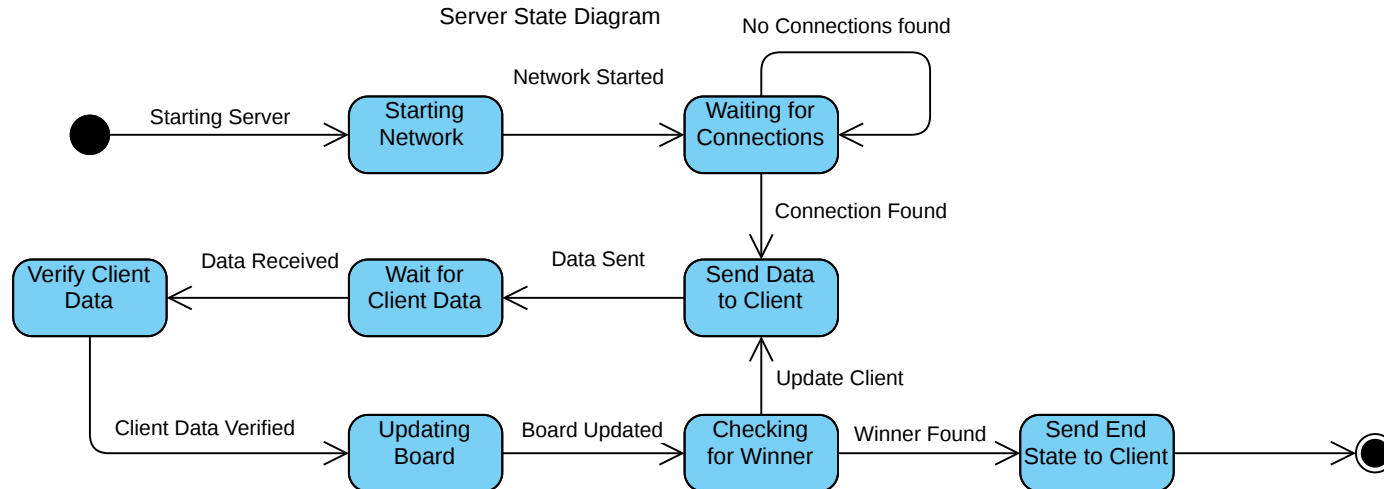 Server State Diagram
No Connections found
Network Started
Starting Server
Starting
Network
Waiting for
Connections
Connection Found
Verify Client
Data
Data Received
Wait for
Client Data
Data Sent
Send Data
to Client
Update Client
Client Data Verified
Updating
Board
Board Updated
Checking
for Winner
Winner Found
Send End
State to Client